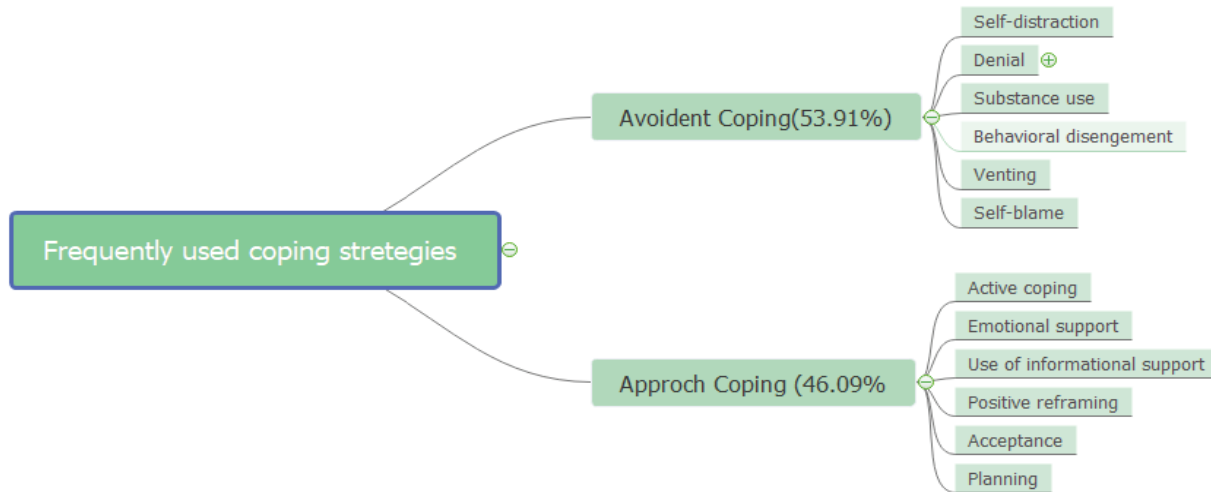 Frequently used coping stretegies
Avoident Coping(53.91%)
Self-distraction
Denial
Substance use
Behavioral disengement
Venting
Self-blame
Approch Coping (46.09%
Active coping
Emotional support
Use of informational support
Positive reframing
Acceptance
Planning